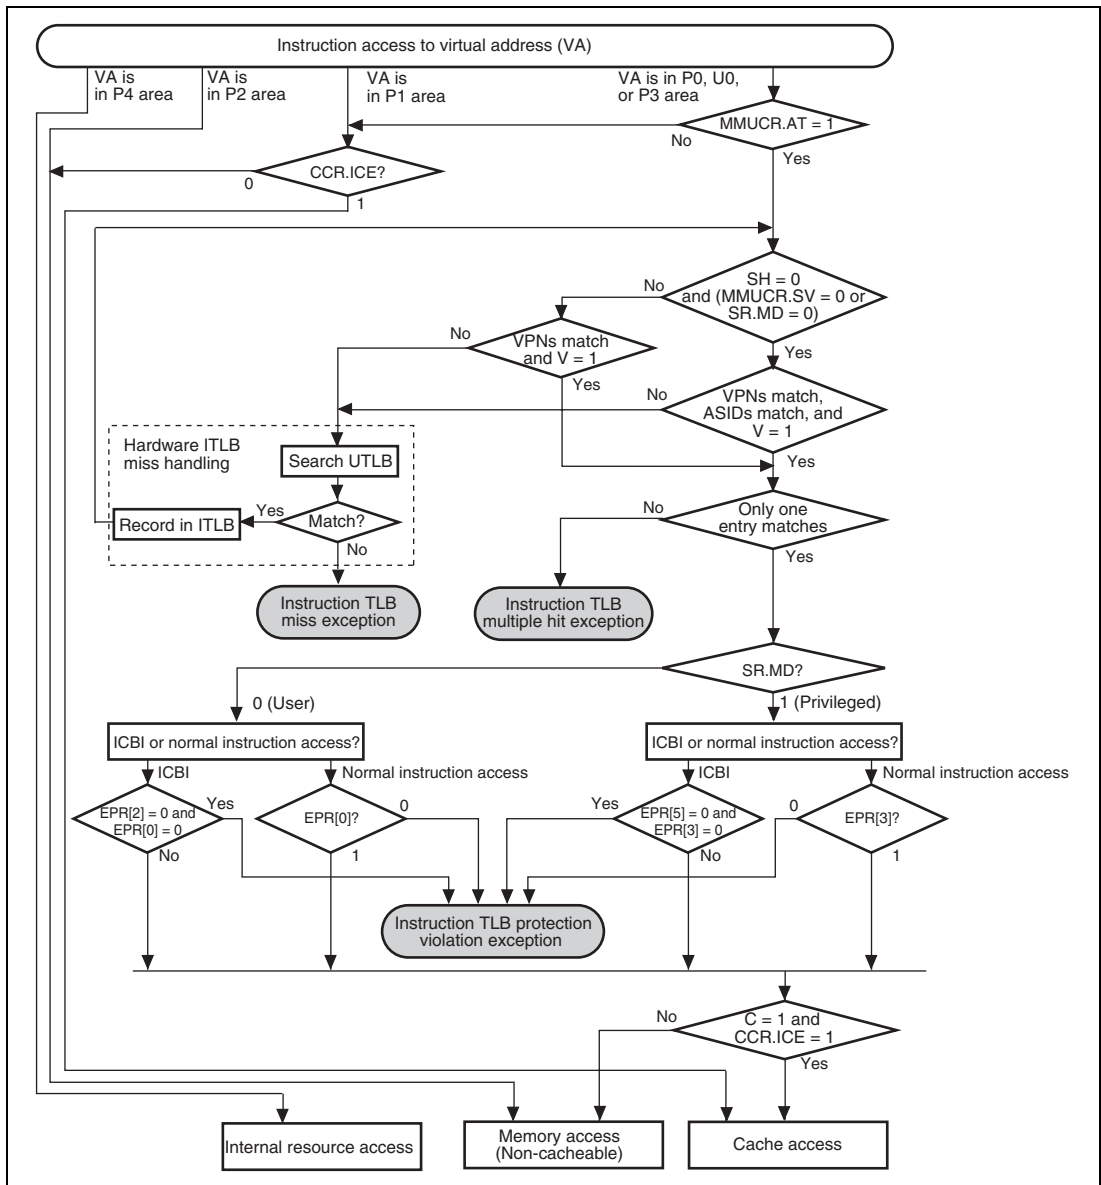 Instruction access to virtual address (VA)
VA is
in P4 area
VA is
in P2 area
VA is
in P1 area
VA is in P0, U0,
or P3 area
MMUCR.AT = 1
No
Yes
CCR.ICE?
0
1
SH = 0
and (MMUCR.SV = 0 or
SR.MD = 0)
No
Yes
VPNs match
and V = 1
No
Yes
VPNs match,
ASIDs match, and
V = 1
No
Yes
Hardware ITLB
miss handling
Search UTLB
Record in ITLB
Yes
Match?
No
Only one
entry matches
No
Yes
Instruction TLB
miss exception
Instruction TLB
multiple hit exception
SR.MD?
0 (User)
1 (Privileged)
ICBI or normal instruction access?
ICBI or normal instruction access?
ICBI
Normal instruction access
ICBI
Normal instruction access
EPR[2] = 0 and
EPR[0] = 0
Yes
No
EPR[0]?
0
1
Yes
EPR[5] = 0 and
EPR[3] = 0
No
0
EPR[3]?
1
Instruction TLB protection
violation exception
No
C = 1 and
CCR.ICE = 1
Yes
Internal resource access
Memory access
(Non-cacheable)
Cache access